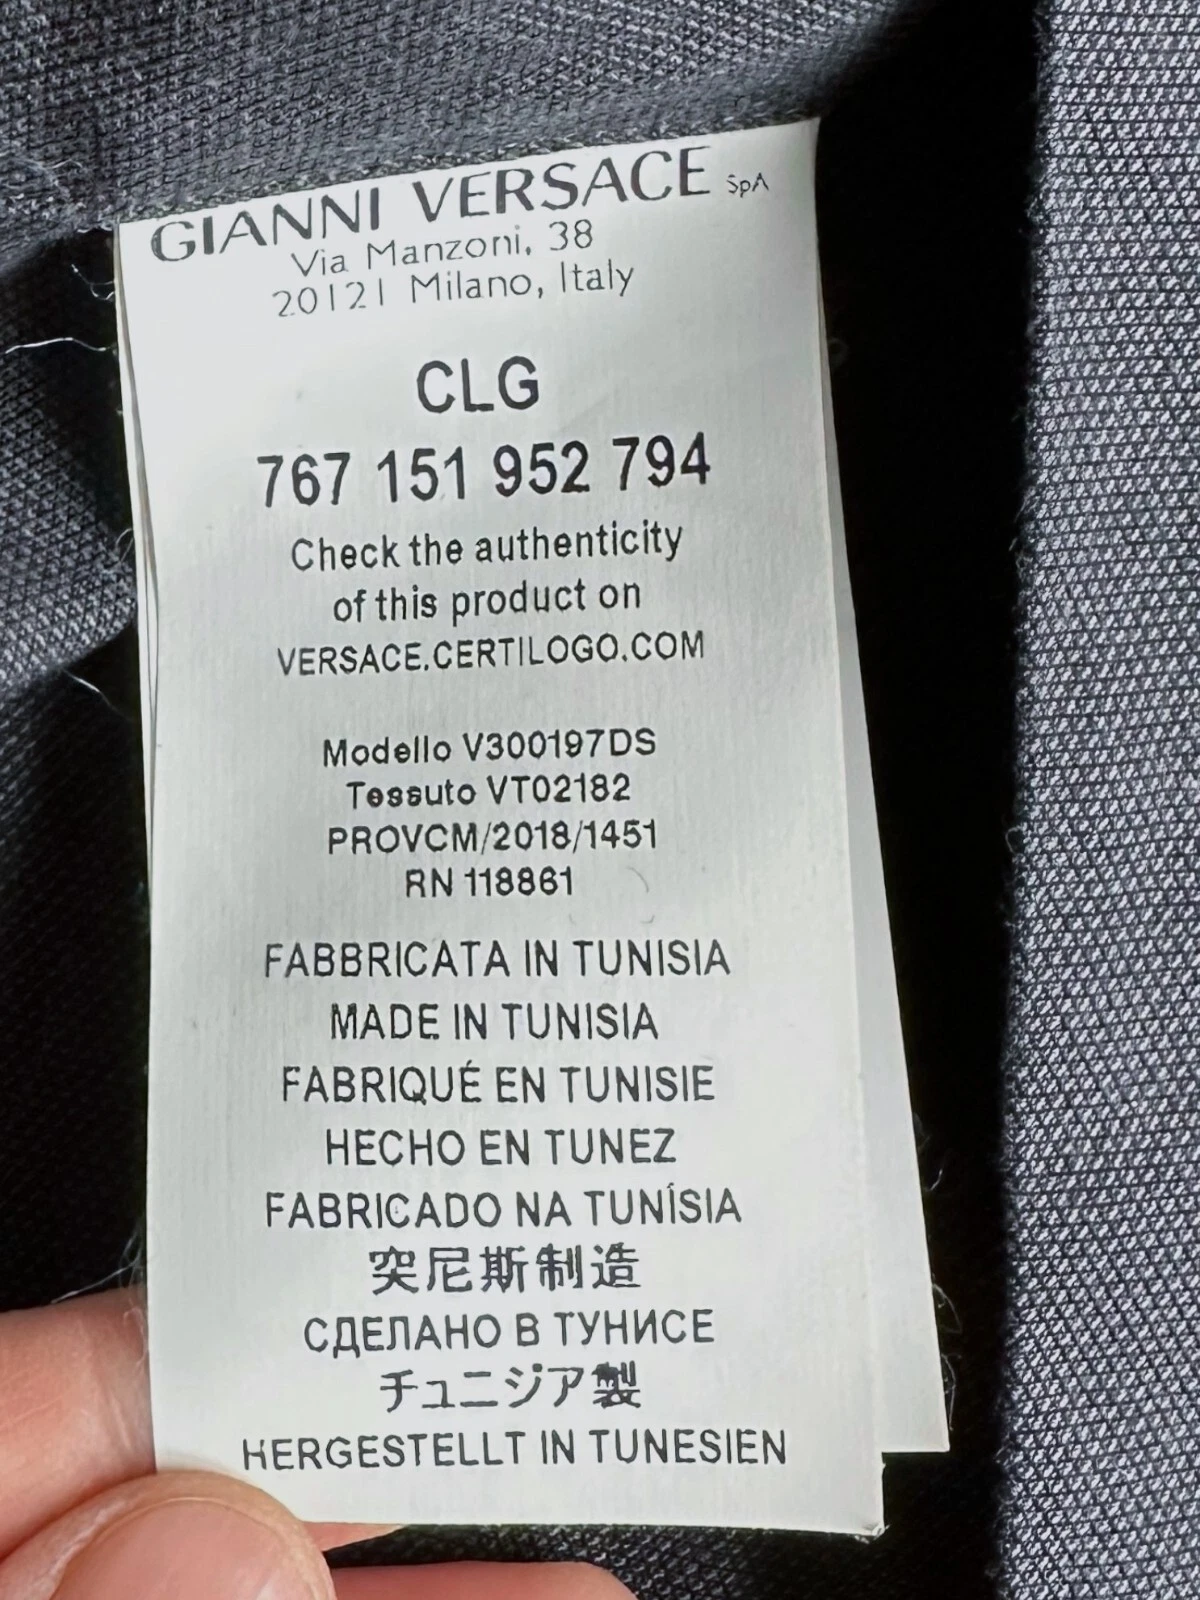 GIANNI VERSACE SpA
Via Manzoni, 38
20121 Milano, Italy
CLG
767 151 952 794
Check the authenticity
of this product on
VERSACE.CERTILOGO.COM
Modello V300197DS
Tessuto VT02182
PROVCM/2018/1451
RN 118861
FABBRICATA IN TUNISIA
MADE IN TUNISIA
FABRIQUÉ EN TUNISIE
HECHO EN TUNEZ
FABRICADO NA TUNÍSIA
突尼斯制造
СДЕЛАНО В ТУНИСЕ
チュニジア製
HERGESTELLT IN TUNESIEN